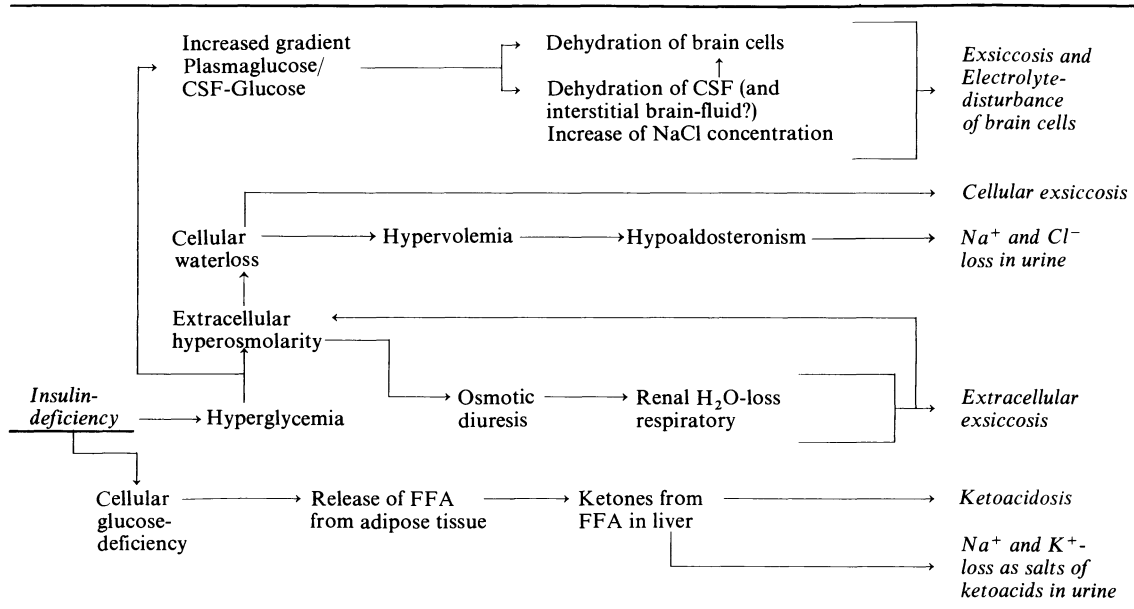 Increased gradient
Plasmaglucose/
CSF-Glucose
Dehydration of brain cells
Dehydration of CSF (and
interstitial brain-fluid?)
Increase of NaCl concentration
Exsiccosis and
Electrolyte-
disturbance
of brain cells
Cellular exsiccosis
Cellular
waterloss
Hypervolemia
Hypoaldosteronism
Na⁺ and Cl⁻
loss in urine
Extracellular
hyperosmolarity
Insulin-
deficiency
Hyperglycemia
Osmotic
diuresis
Renal H₂O-loss
respiratory
Extracellular
exsiccosis
Cellular
glucose-
deficiency
Release of FFA
from adipose tissue
Ketones from
FFA in liver
Ketoacidosis
Na⁺ and K⁺-
loss as salts of
ketoacids in urine